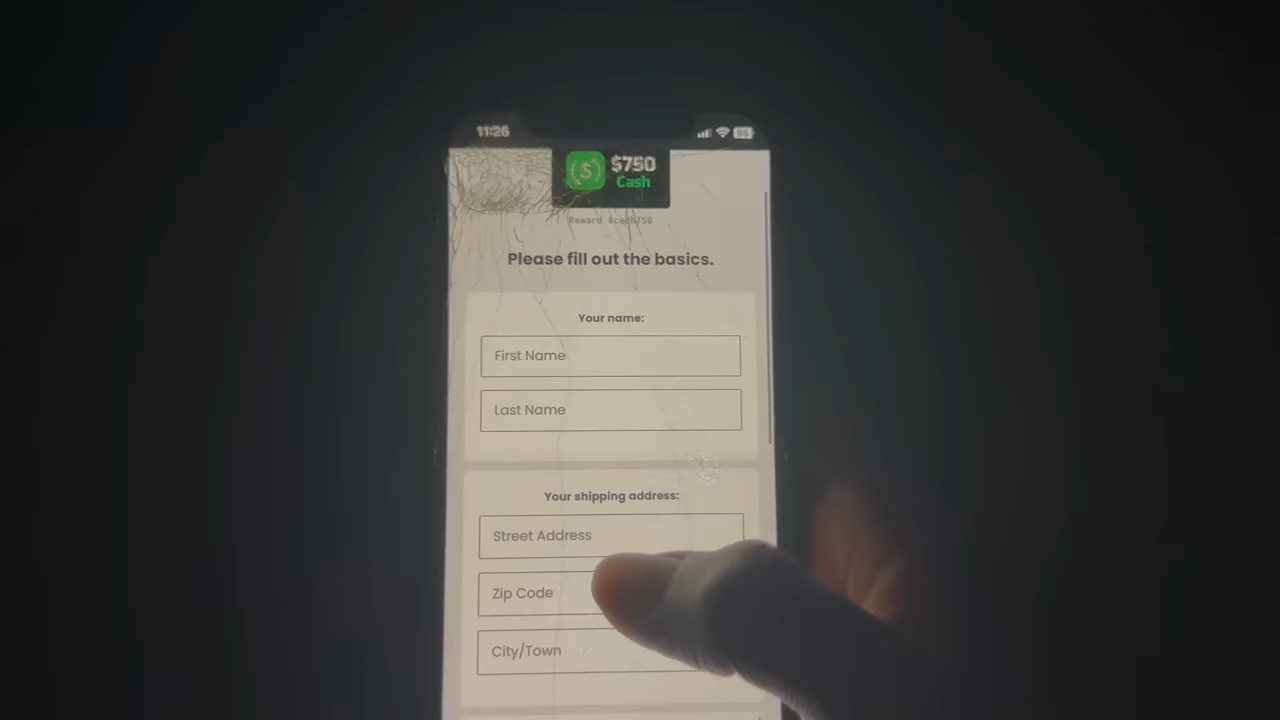 11:26
98
$750
Cash
Reward #cash750
Please fill out the basics.
Your name:
First Name
Last Name
Your shipping address:
Street Address
Zip Code
City/Town